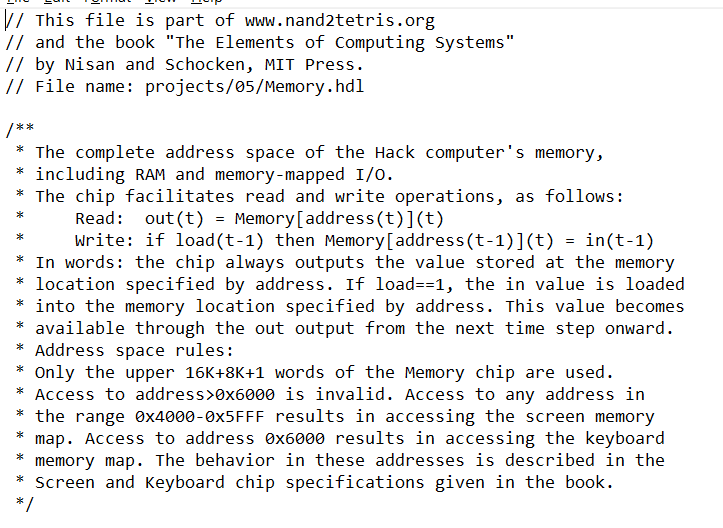 // This file is part of www.nand2tetris.org
// and the book "The Elements of Computing Systems"
// by Nisan and Schocken, MIT Press.
// File name: projects/05/Memory.hdl
/**
* The complete address space of the Hack computer's memory,
* including RAM and memory-mapped I/O.
* The chip facilitates read and write operations, as follows:
*     Read:  out(t) = Memory[address(t)](t)
*     Write: if load(t-1) then Memory[address(t-1)](t) = in(t-1)
* In words: the chip always outputs the value stored at the memory
* location specified by address. If load==1, the in value is loaded
* into the memory location specified by address. This value becomes
* available through the out output from the next time step onward.
* Address space rules:
* Only the upper 16K+8K+1 words of the Memory chip are used.
* Access to address>0x6000 is invalid. Access to any address in
* the range 0x4000-0x5FFF results in accessing the screen memory
* map. Access to address 0x6000 results in accessing the keyboard
* memory map. The behavior in these addresses is described in the
* Screen and Keyboard chip specifications given in the book.
*/